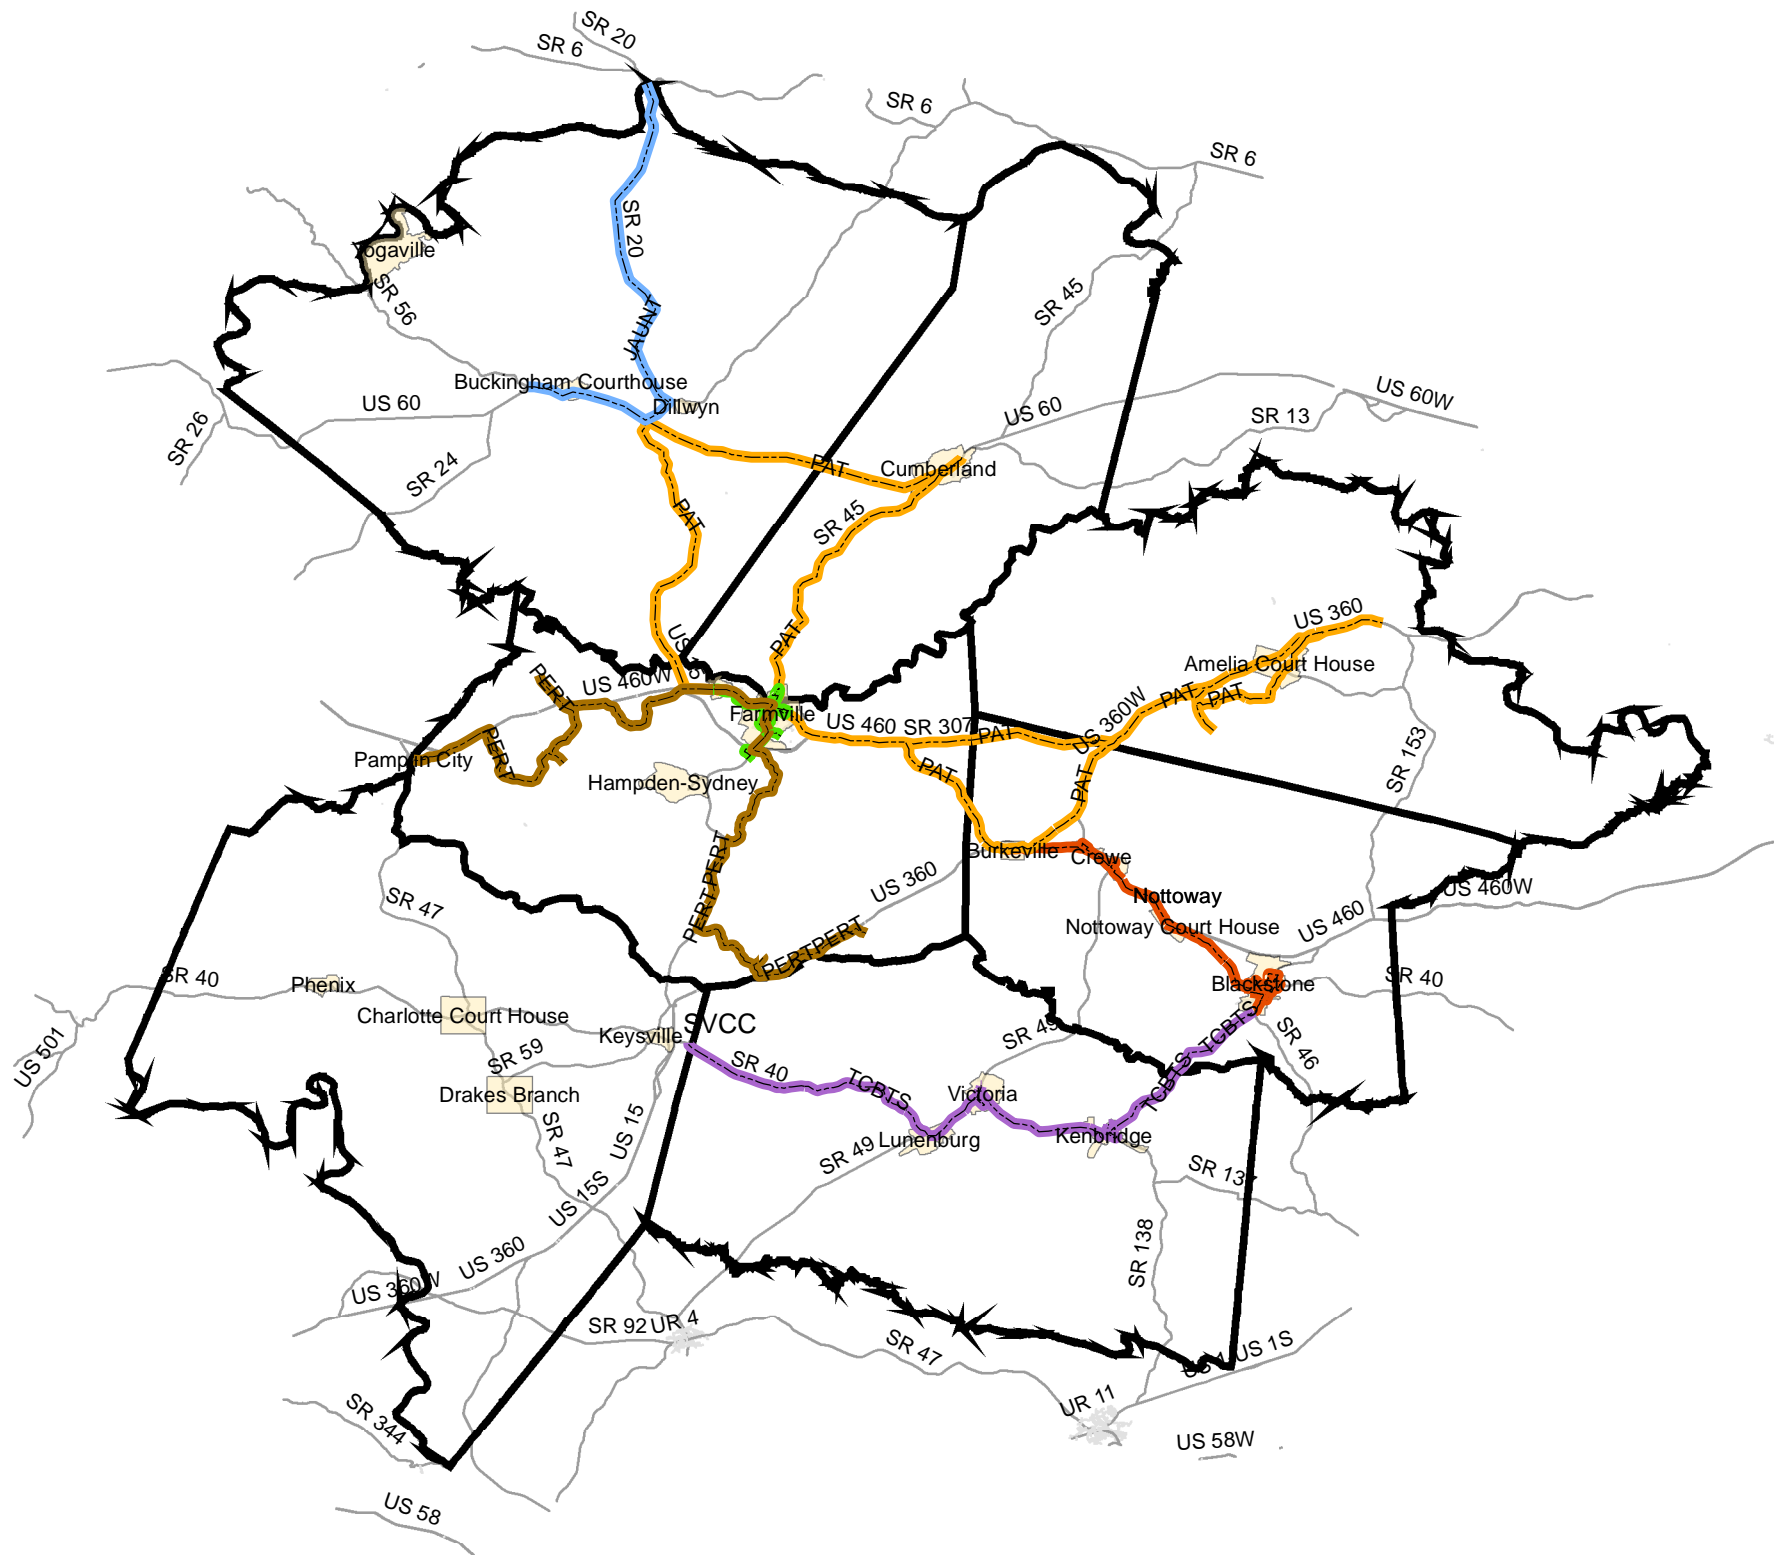 SR 20
SR 6
SR 6
SR 6
SR 20
ogaville
SR 56
SR 45
JAUNT
Buckingham Courthouse
Dillwyn
US 60
US 60
US 60W
SR 13
SR 26
SR 24
PAT
Cumberland
PAT
SR 45
PAT
US 360
Amelia Court House
PERT
US 460W
PAT
PAT
Farmville
US 460
SR 307
PAT
US 360W
PERT
Pamplin City
PAT
PAT
SR 153
Hampden-Sydney
PERT
PERT
Burkeville
Crewe
US 360
Nottoway
US 460W
SR 47
Nottoway Court House
US 460
PERT
PERT
SR 40
Phenix
Blackstone
SR 40
Charlotte Court House
SVCC
Keysville
SR 49
TCBTS
SR 46
US 501
SR 59
SR 40
TCBTS
TCBTS
Drakes Branch
Victoria
SR 47
US 15
Lunenburg
Kenbridge
SR 49
US 15S
SR 138
US 360
US 360W
SR 92
UR 4
SR 47
US 1S
UR 11
SR 344
US 58W
US 58